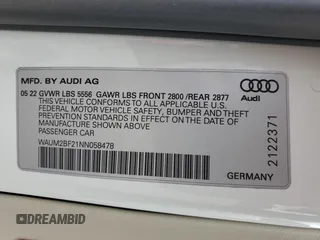 MFD. BY AUDI AG
05 22 GVWR LBS 5556 GAWR LBS FRONT 2800 /REAR 2877
THIS VEHICLE CONFORMS TO ALL APPLICABLE U.S.
FEDERAL MOTOR VEHICLE SAFETY, BUMPER AND THEFT
PREVENTION STANDARDS IN EFFECT ON THE DATE OF
MANUFACTURE SHOWN ABOVE.
PASSENGER CAR
WAUM2BF21NN058478
Audi
2122371
GERMANY
DREAMBID